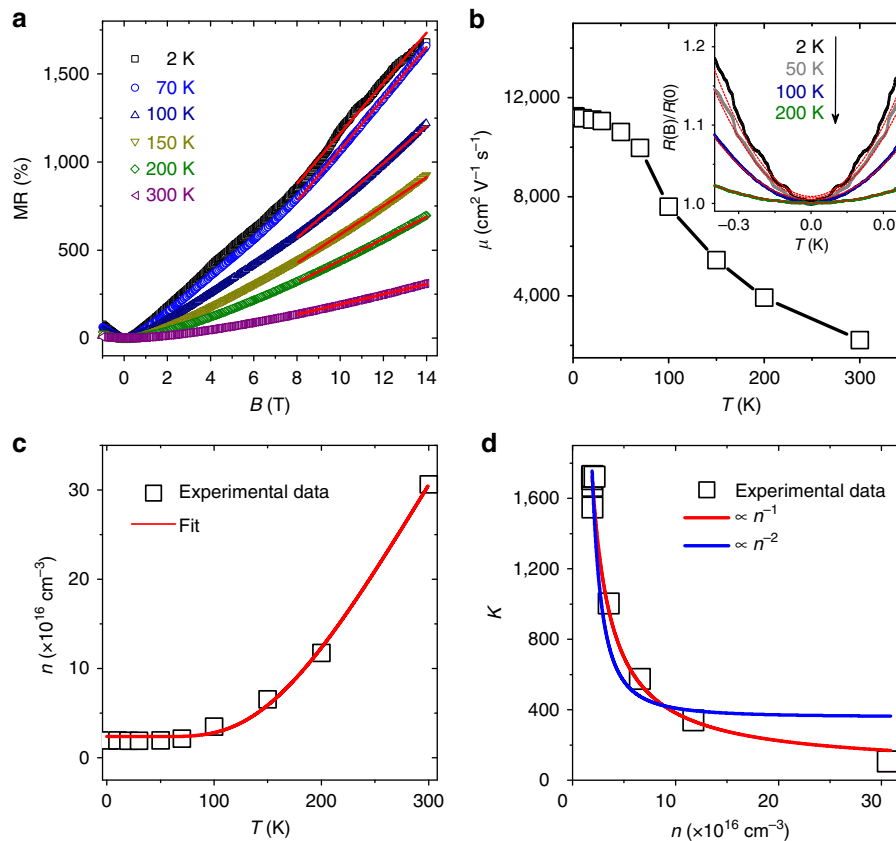 a
MR (%)
1,500
1,000
500
0
2 K
70 K
100 K
150 K
200 K
300 K
0 2 4 6 8 10 12 14
B (T)
b
μ (cm² V⁻¹ s⁻¹)
12,000
8,000
4,000
0 100 200 300
T (K)
R(B)/R(0)
1.2
1.1
1.0
2 K
50 K
100 K
200 K
−0.3 0.0 0.0
T (K)
c
n (×10¹⁶ cm⁻³)
30
20
10
0
Experimental data
Fit
0 100 200 300
T (K)
d
K
1,600
1,200
800
400
0
Experimental data
∝ n⁻¹
∝ n⁻²
0 10 20 30
n (×10¹⁶ cm⁻³)